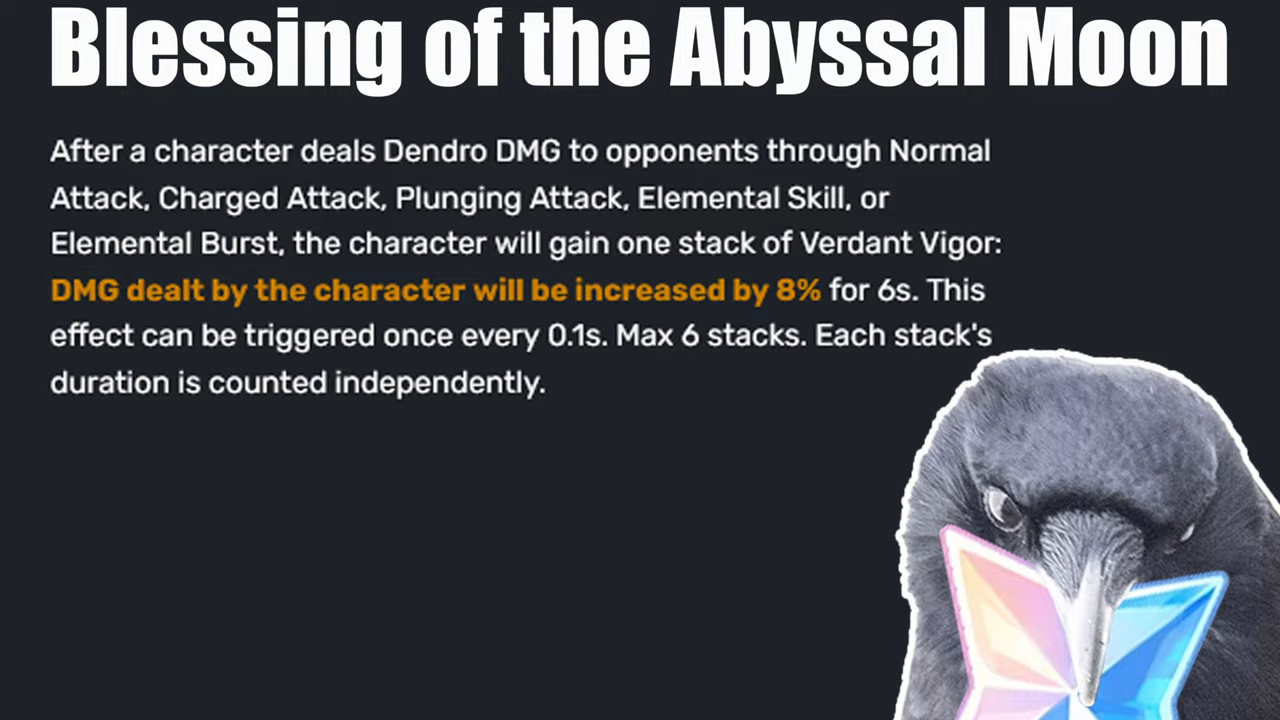 Blessing of the Abyssal Moon
After a character deals Dendro DMG to opponents through Normal
Attack, Charged Attack, Plunging Attack, Elemental Skill, or
Elemental Burst, the character will gain one stack of Verdant Vigor:
DMG dealt by the character will be increased by 8% for 6s. This
effect can be triggered once every 0.1s. Max 6 stacks. Each stack's
duration is counted independently.